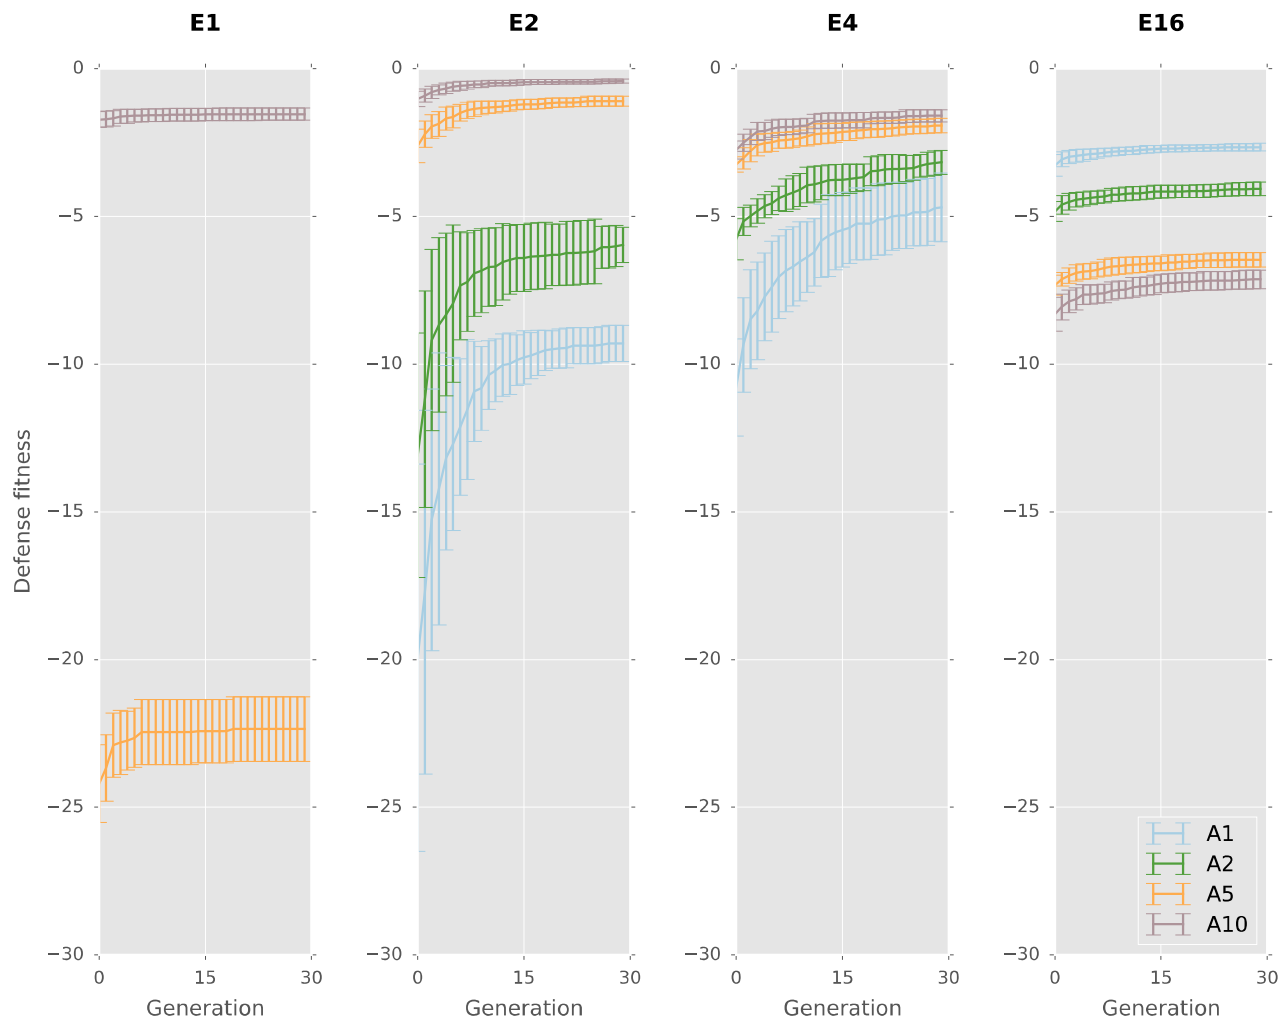 E1 E2 E4 E16
Defense fitness
0 0 0 0
−5 −5 −5 −5
−10 −10 −10 −10
−15 −15 −15 −15
−20 −20 −20 −20
−25 −25 −25 −25
−30 −30 −30 −30
A1
A2
A5
A10
0 15 30 0 15 30 0 15 30 0 15 30
Generation Generation Generation Generation